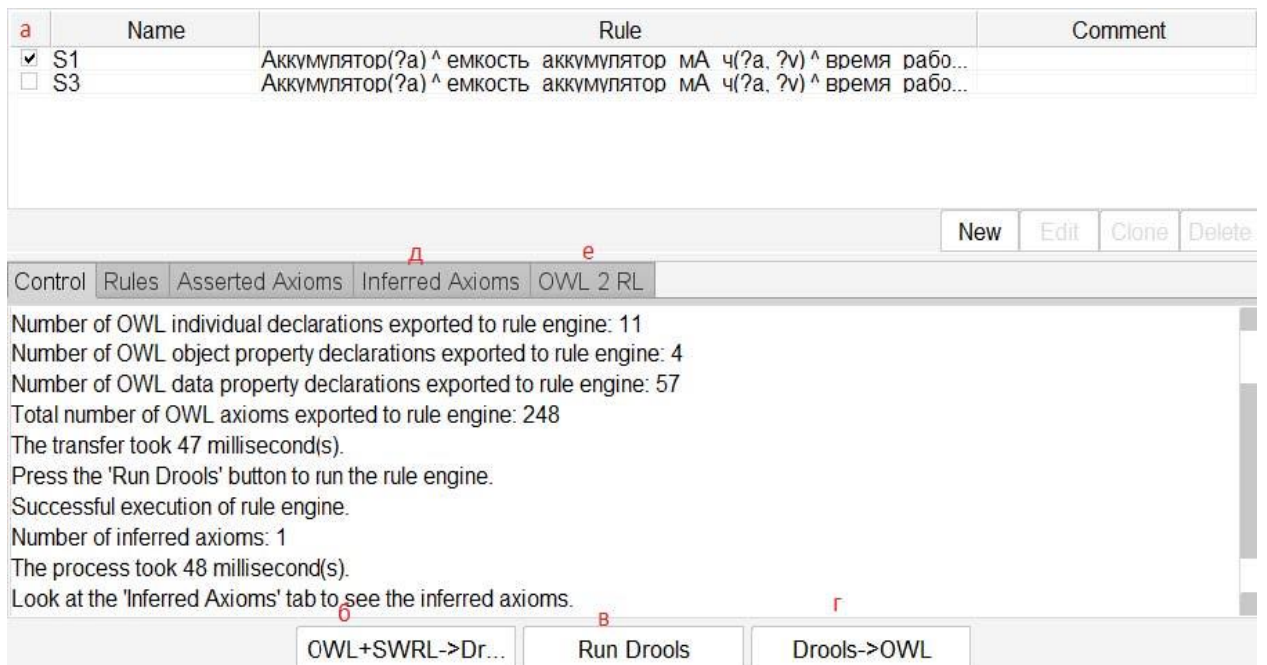 а Name Rule Comment
S1 Аккумулятор(?a) ^ емкость_аккумулятор_мА_ч(?a, ?v) ^ время_рабо...
S3 Аккумулятор(?a) ^ емкость_аккумулятор_мА_ч(?a, ?v) ^ время_рабо...
New Edit Clone Delete
д е
Control Rules Asserted Axioms Inferred Axioms OWL 2 RL
Number of OWL individual declarations exported to rule engine: 11
Number of OWL object property declarations exported to rule engine: 4
Number of OWL data property declarations exported to rule engine: 57
Total number of OWL axioms exported to rule engine: 248
The transfer took 47 millisecond(s).
Press the 'Run Drools' button to run the rule engine.
Successful execution of rule engine.
Number of inferred axioms: 1
The process took 48 millisecond(s).
Look at the 'Inferred Axioms' tab to see the inferred axioms.
б в г
OWL+SWRL->Dr... Run Drools Drools->OWL